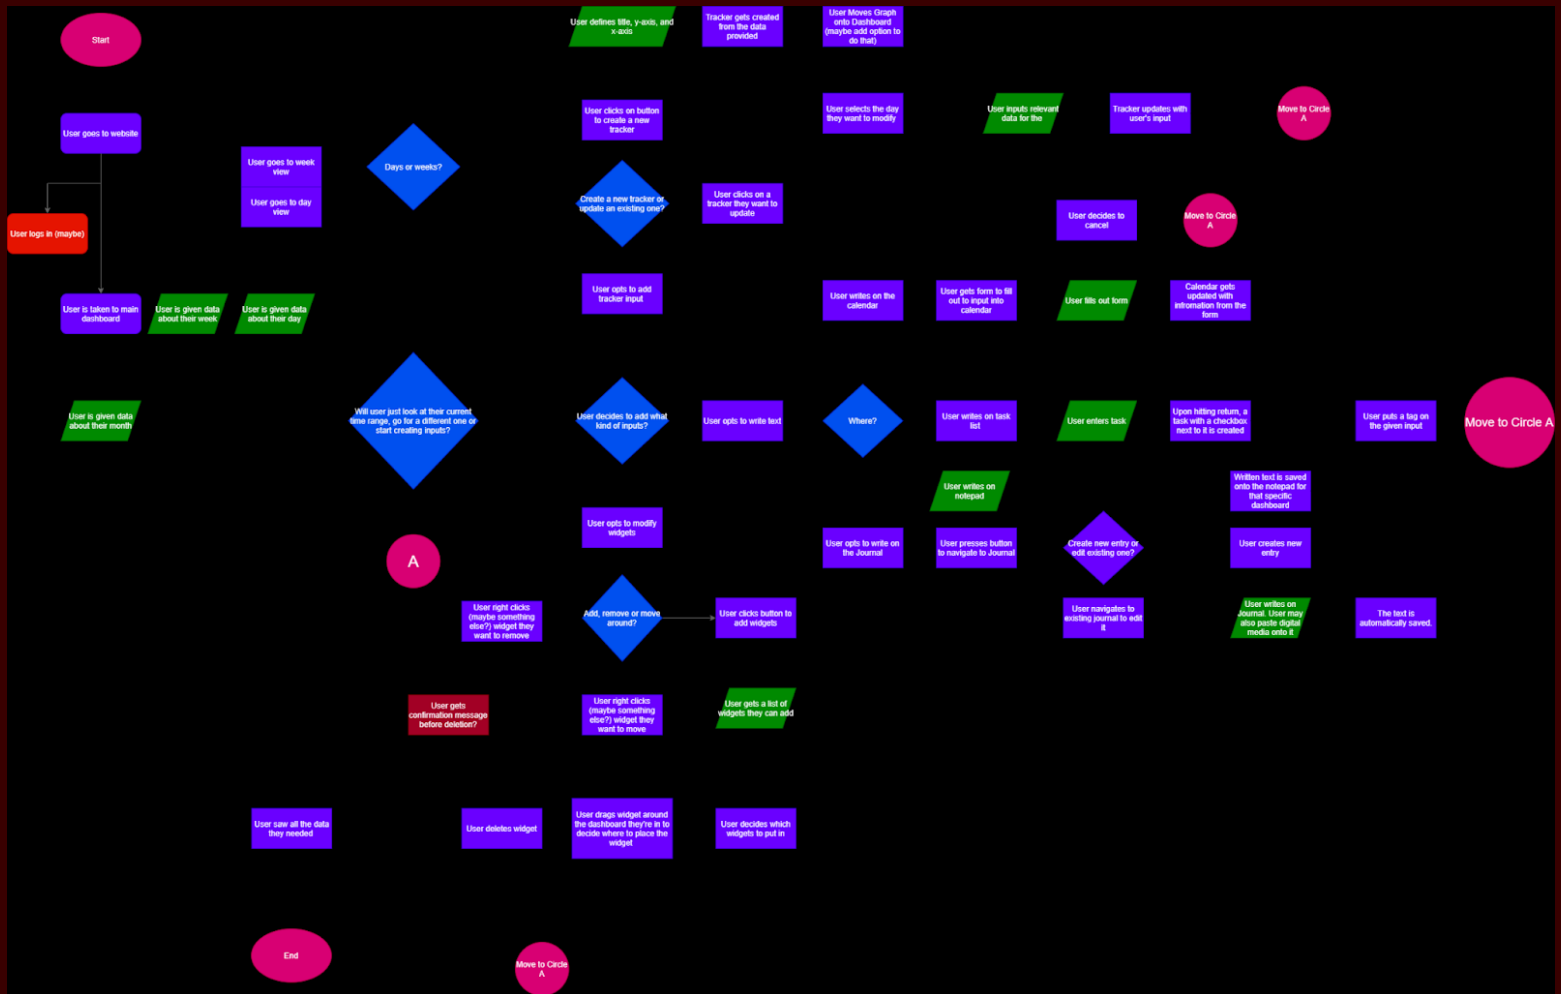 User defines title, y-axis, and
x-axis
Tracker gets created
from the data
provided
User Moves Graph
onto Dashboard
(maybe add option to
do that)
Start
User clicks on button
to create a new
tracker
User selects the day
they want to modify
User inputs relevant
data for the
Tracker updates with
user's input
Move to Circle
A
User goes to website
User goes to week
view
Days or weeks?
User goes to day
view
Create a new tracker or
update an existing one?
User clicks on a
tracker they want to
update
User decides to
cancel
Move to Circle
A
User logs in (maybe)
User opts to add
tracker input
User is taken to main
dashboard
User is given data
about their week
User is given data
about their day
User writes on the
calendar
User gets form to fill
out to input into
calendar
User fills out form
Calendar gets
updated with
infromation from the
form
User is given data
about their month
Will user just look at their current
time range, go for a different one or
start creating inputs?
User decides to add what
kind of inputs?
User opts to write text
Where?
User writes on task
list
User enters task
Upon hitting return, a
task with a checkbox
next to it is created
User puts a tag on
the given input
Move to Circle A
User writes on
notepad
Written text is saved
onto the notepad for
that specific
dashboard
User opts to modify
widgets
User opts to write on
the Journal
User presses button
to navigate to Journal
Create new entry or
edit existing one?
User creates new
entry
A
User right clicks
(maybe something
else?) widget they
want to remove
Add, remove or move
around?
User clicks button to
add widgets
User navigates to
existing journal to edit
it
User writes on
Journal. User may
also paste digital
media onto it
The text is
automatically saved.
User gets
confirmation message
before deletion?
User right clicks
(maybe something
else?) widget they
want to move
User gets a list of
widgets they can add
User saw all the data
they needed
User deletes widget
User drags widget around
the dashboard they're in to
decide where to place the
widget
User decides which
widgets to put in
End
Move to Circle
A